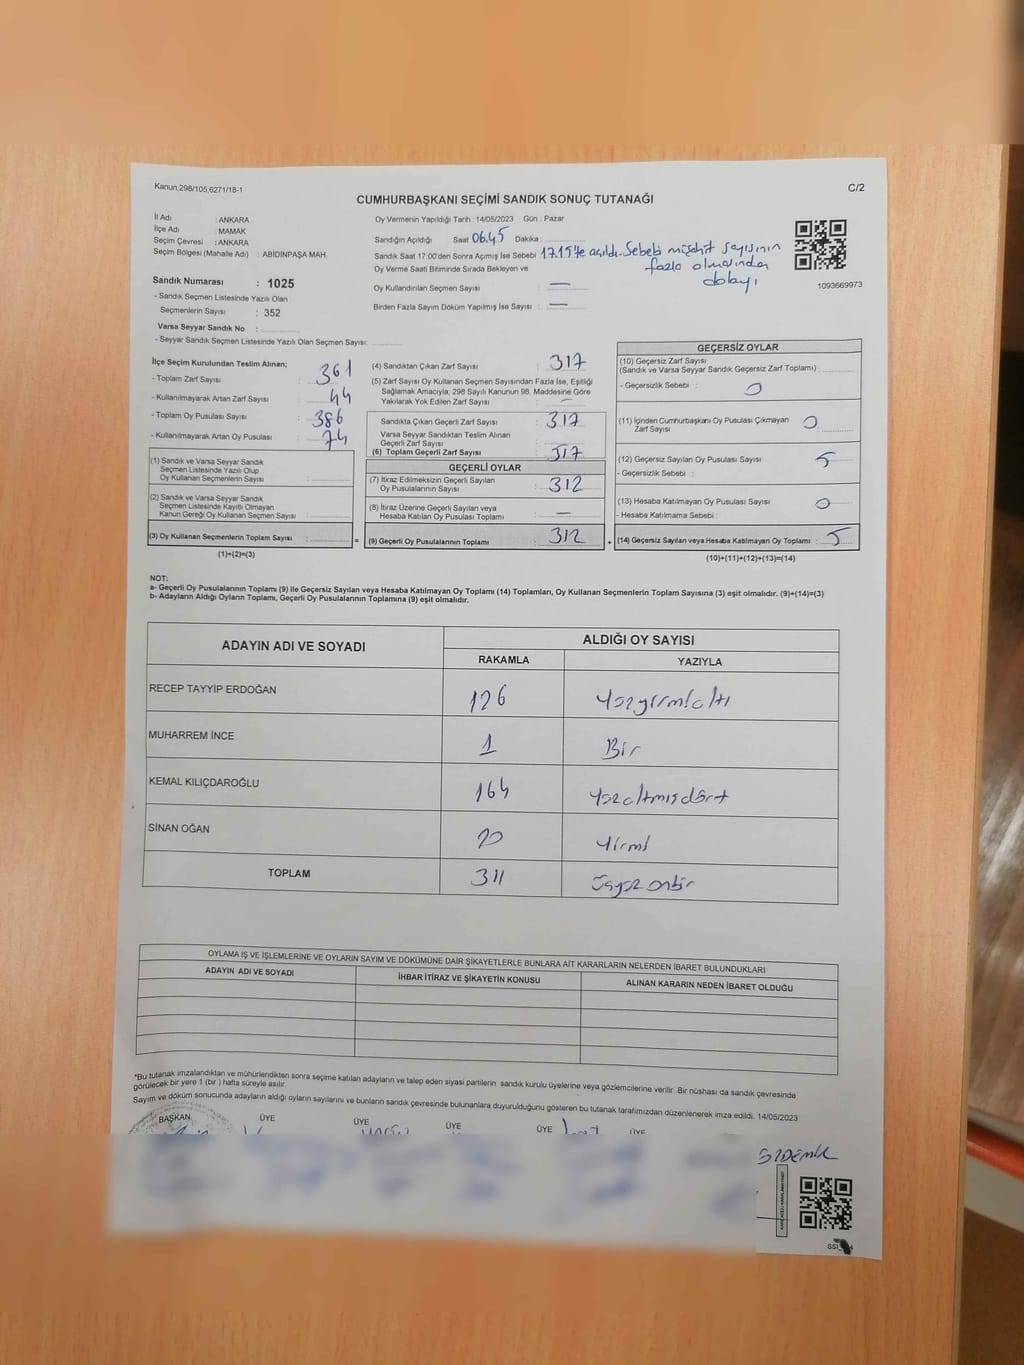 Kanun,298/105,6271/18-1
C/2
CUMHURBAŞKANI SEÇİMİ SANDIK SONUÇ TUTANAĞI
İl Adı : ANKARA
İlçe Adı : MAMAK
Seçim Çevresi : ANKARA
Seçim Bölgesi (Mahalle Adı) : ABIDINPAŞA MAH.
Sandık Numarası : 1025
- Sandık Seçmen Listesinde Yazılı Olan
Seçmenlerin Sayısı : 352
Varsa Seyyar Sandık No :
- Seyyar Sandık Seçmen Listesinde Yazılı Olan Seçmen Sayısı:
Oy Vermenin Yapıldığı Tarih : 14/05/2023 Gün : Pazar
Sandığın Açıldığı Saat 06.45 Dakika :
Sandık Saat 17:00'den Sonra Açımış İse Sebebi 17.15'te açıldı. Sebebi müşahit sayısının
fazla olmasından
dolayı
Oy Verme Saati Bitiminde Sırada Bekleyen ve
Oy Kullandırılan Seçmen Sayısı : —
Birden Fazla Sayım Döküm Yapılmış İse Sayısı : —
1093669973
İlçe Seçim Kurulundan Teslim Alınan;
- Toplam Zarf Sayısı : 361
- Kullanılmayarak Artan Zarf Sayısı : 44
- Toplam Oy Pusulası Sayısı : 386
- Kullanılmayarak Artan Oy Pusulası : 74
(1) Sandık ve Varsa Seyyar Sandık
Seçmen Listesinde Yazılı Olup
Oy Kullanan Seçmenlerin Sayısı :
(2) Sandık ve Varsa Seyyar Sandık
Seçmen Listesinde Kayıtlı Olmayan
Kanun Gereği Oy Kullanan Seçmen Sayısı :
(3) Oy Kullanan Seçmenlerin Toplam Sayısı :
(1)+(2)=(3)
(4) Sandıktan Çıkan Zarf Sayısı : 317
(5) Zarf Sayısı Oy Kullanan Seçmen Sayısından Fazla İse, Eşitliği
Sağlamak Amacıyla; 298 Sayılı Kanunun 98. Maddesine Göre
Yakılarak Yok Edilen Zarf Sayısı : —
Sandıkta Çıkan Geçerli Zarf Sayısı : 317
Varsa Seyyar Sandıktan Teslim Alınan
Geçerli Zarf Sayısı :
(6) Toplam Geçerli Zarf Sayısı : 317
GEÇERLİ OYLAR
(7) İtiraz Edilmeksizin Geçerli Sayılan
Oy Pusulalarının Sayısı : 312
(8) İtiraz Üzerine Geçerli Sayılan veya
Hesaba Katılan Oy Pusulası Toplamı : —
= (9) Geçerli Oy Pusulalarının Toplamı : 312 +
GEÇERSİZ OYLAR
(10) Geçersiz Zarf Sayısı
(Sandık ve Varsa Seyyar Sandık Geçersiz Zarf Toplamı) :
- Geçersizlik Sebebi : 0
(11) İçinden Cumhurbaşkanı Oy Pusulası Çıkmayan
Zarf Sayısı : 0
(12) Geçersiz Sayılan Oy Pusulası Sayısı : 5
- Geçersizlik Sebebi :
(13) Hesaba Katılmayan Oy Pusulası Sayısı : 0
- Hesaba Katılmama Sebebi :
(14) Geçersiz Sayılan veya Hesaba Katılmayan Oy Toplamı : 5
(10)+(11)+(12)+(13)=(14)
NOT:
a- Geçerli Oy Pusulalarının Toplamı (9) ile Geçersiz Sayılan veya Hesaba Katılmayan Oy Toplamı (14) Toplamları, Oy Kullanan Seçmenlerin Toplam Sayısına (3) eşit olmalıdır. (9)+(14)=(3)
b- Adayların Aldığı Oyların Toplamı, Geçerli Oy Pusulalarının Toplamına (9) eşit olmalıdır.
ADAYIN ADI VE SOYADI ALDIĞI OY SAYISI
RAKAMLA YAZIYLA
RECEP TAYYİP ERDOĞAN 126 Yüzyirmialtı
MUHARREM İNCE 1 Bir
KEMAL KILIÇDAROĞLU 164 Yüzaltmışdört
SİNAN OĞAN 20 Yirmi
TOPLAM 311 üçyüz onbir
OYLAMA İŞ VE İŞLEMLERİNE VE OYLARIN SAYIM VE DÖKÜMÜNE DAİR ŞİKAYETLERLE BUNLARA AİT KARARLARIN NELERDEN İBARET BULUNDUKLARI
ADAYIN ADI VE SOYADI İHBAR İTİRAZ VE ŞİKAYETİN KONUSU ALINAN KARARIN NEDEN İBARET OLDUĞU
*Bu tutanak imzalandıktan ve mühürlendikten sonra seçime katılan adayların ve talep eden siyasi partilerin sandık kurulu üyelerine veya gözlemcilerine verilir .Bir nüshası da sandık çevresinde
görülecek bir yere 1 (bir ) hafta süreyle asılır.
Sayım ve döküm sonucunda adayların aldığı oyların sayılarını ve bunların sandık çevresinde bulunanlara duyurulduğunu gösteren bu tutanak tarafımızdan düzenlenerek imza edildi. 14/05/2023
BAŞKAN ÜYE ÜYE ÜYE ÜYE ÜYE